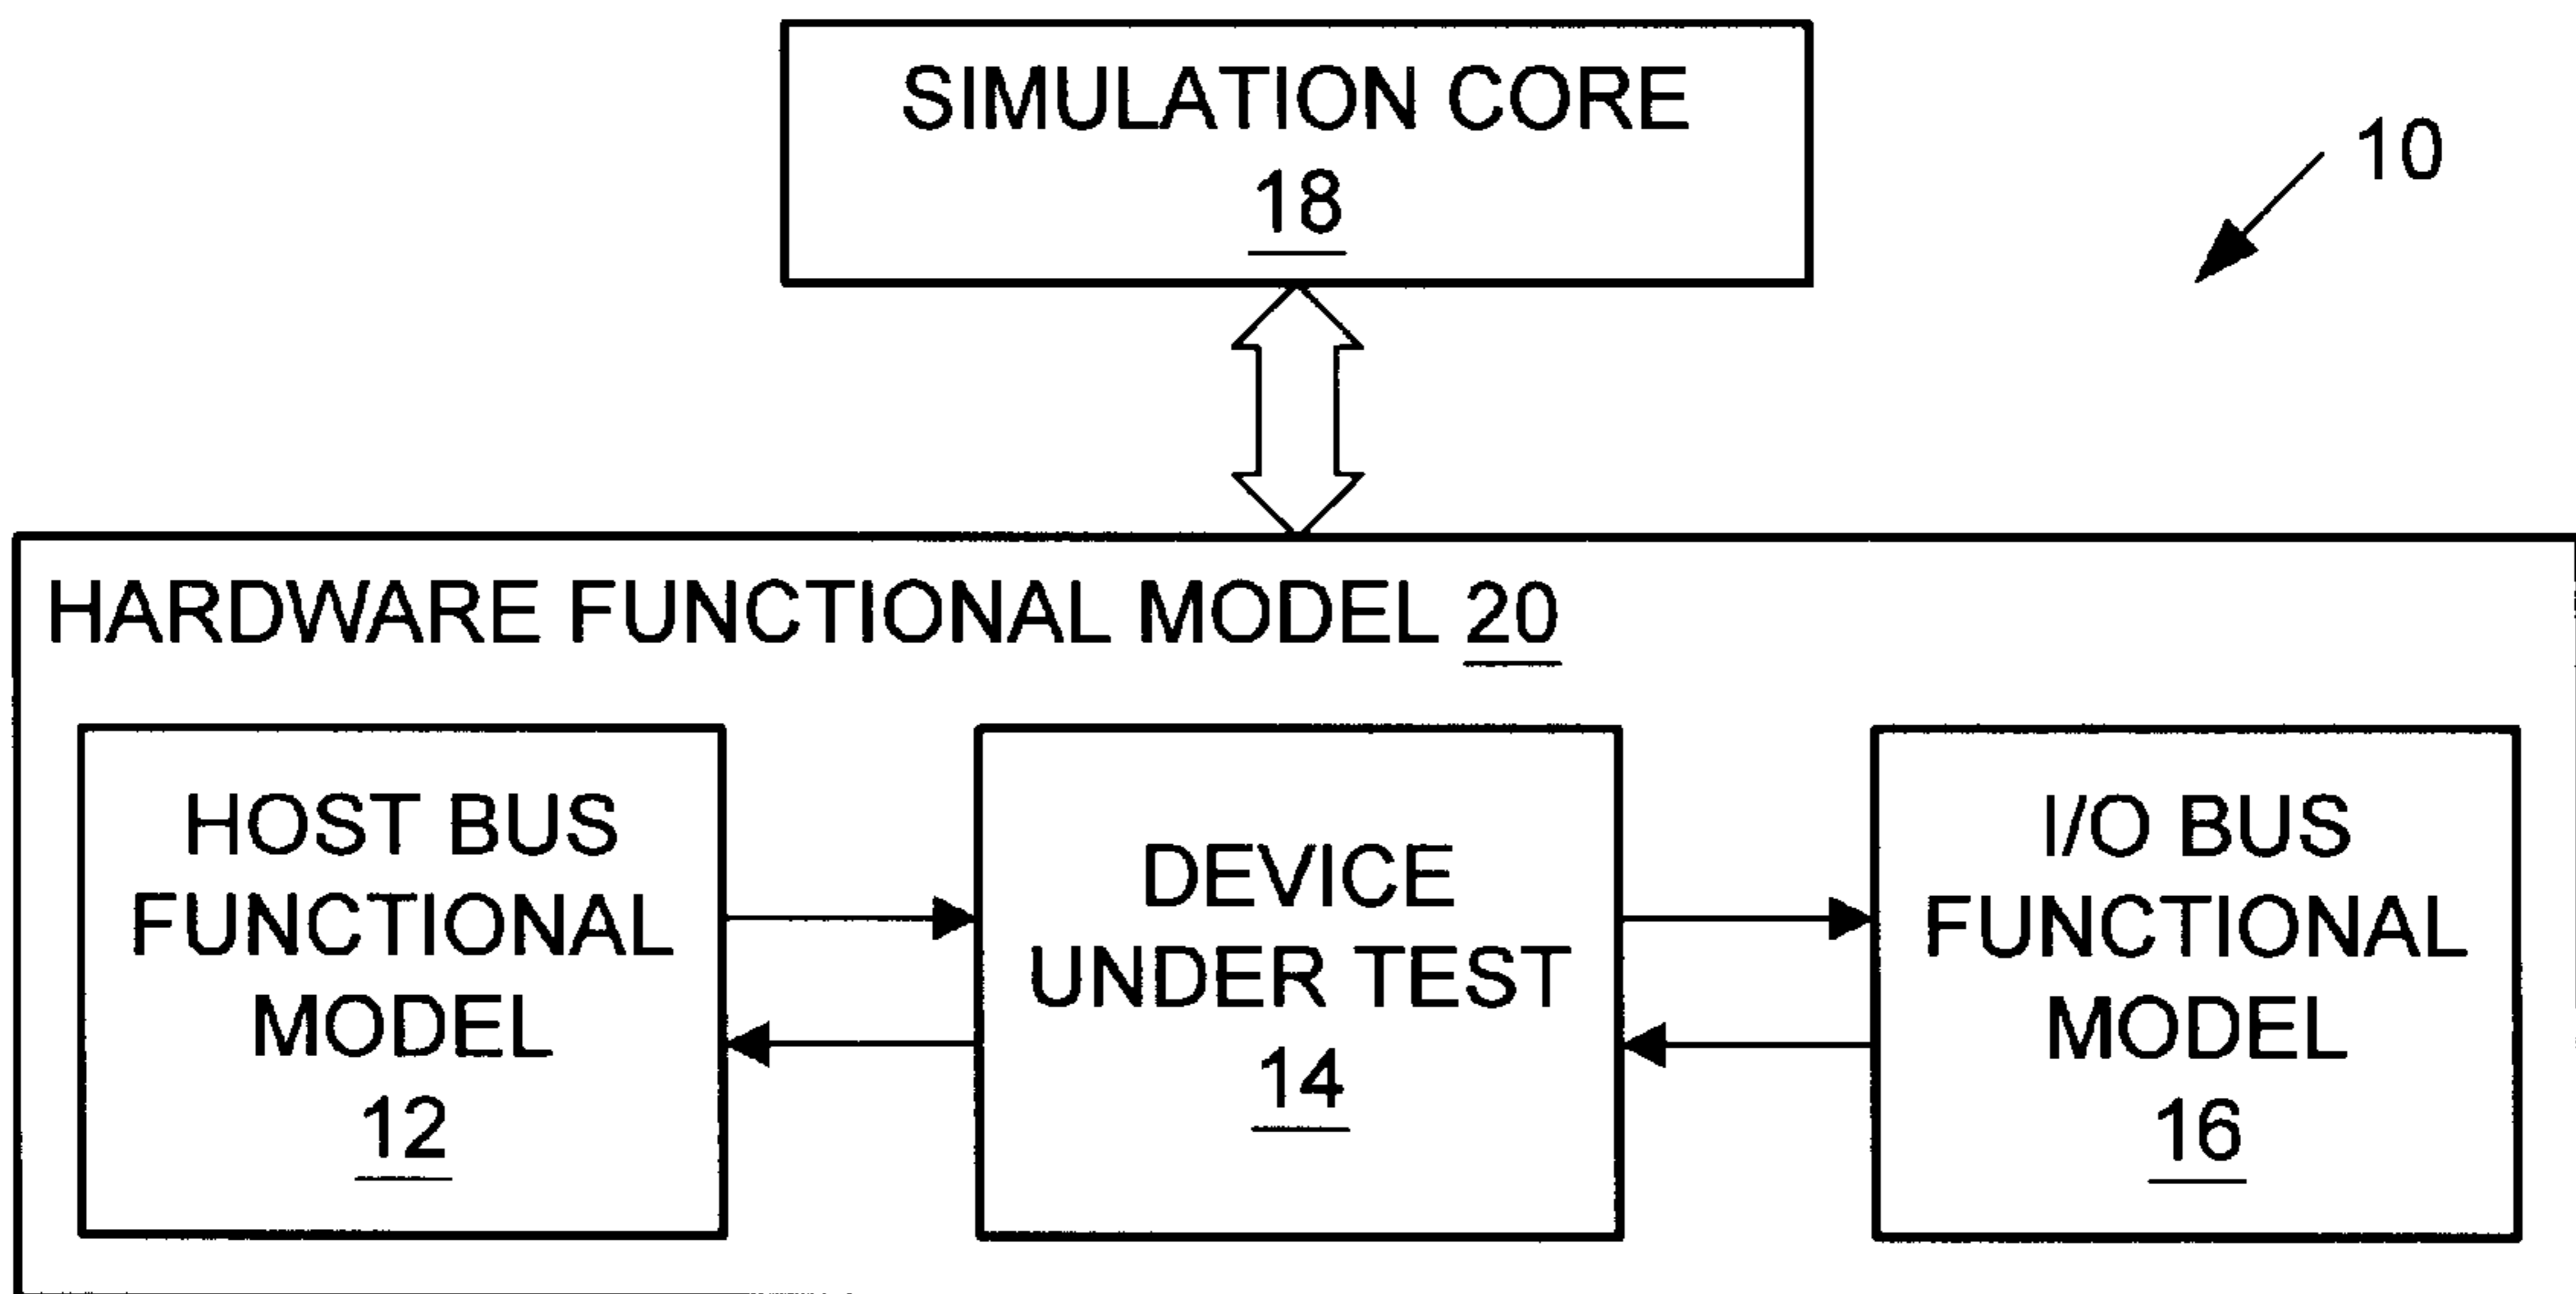 SIMULATION CORE
18
10
HARDWARE FUNCTIONAL MODEL 20
HOST BUS
FUNCTIONAL
MODEL
12
DEVICE
UNDER TEST
14
I/O BUS
FUNCTIONAL
MODEL
16